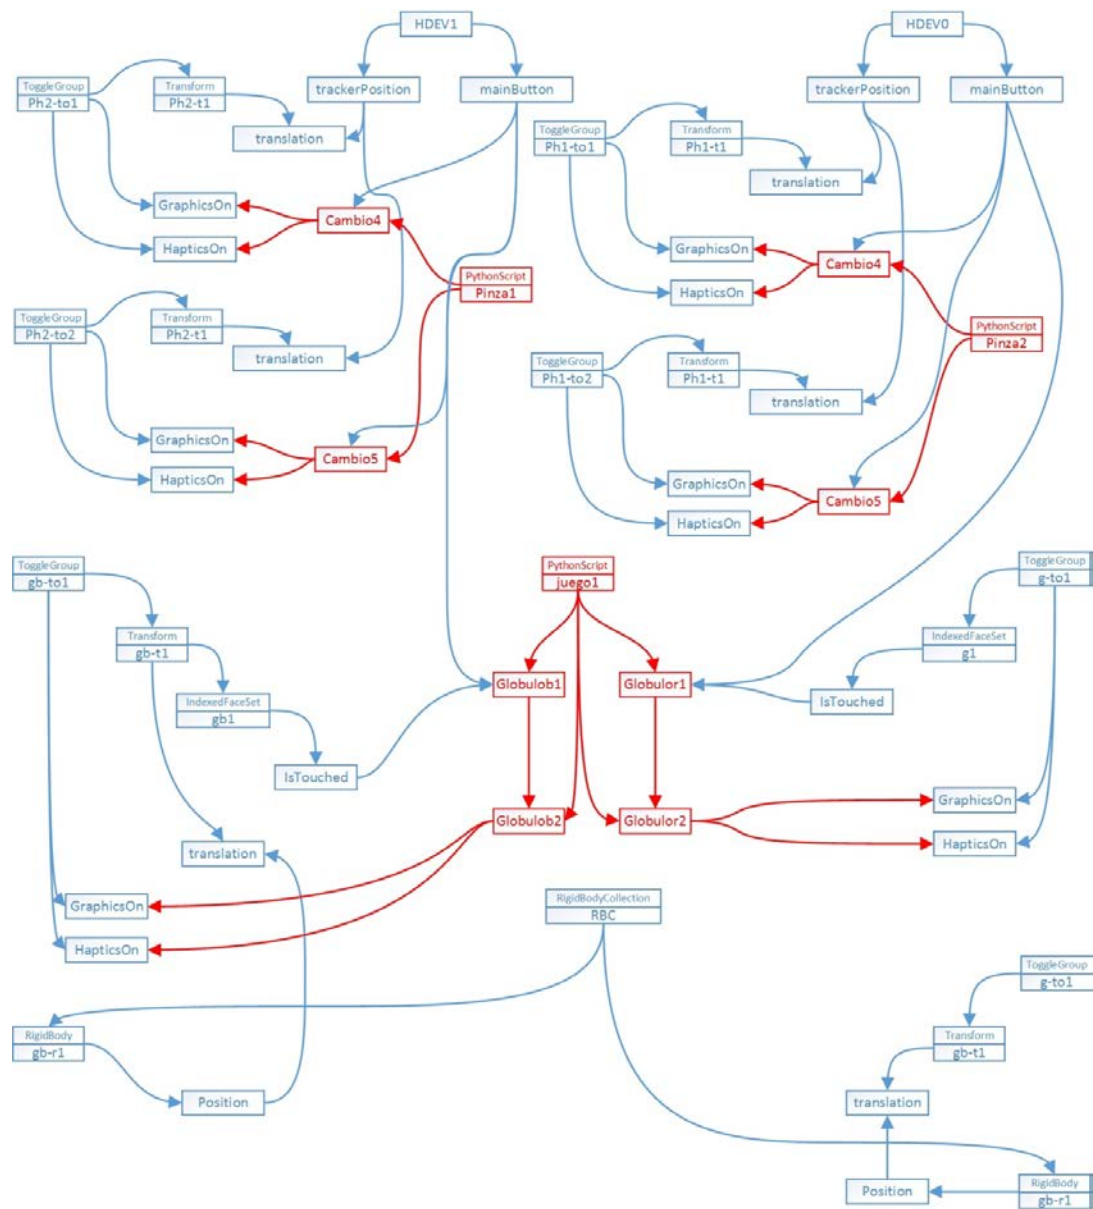 HDEV1
HDEV0
ToggleGroup
Ph2-to1
Transform
Ph2-t1
trackerPosition
mainButton
trackerPosition
mainButton
translation
ToggleGroup
Ph1-to1
Transform
Ph1-t1
translation
GraphicsOn
Cambio4
HapticsOn
GraphicsOn
Cambio4
HapticsOn
PythonScript
Pinza1
ToggleGroup
Ph2-to2
Transform
Ph2-t1
translation
PythonScript
Pinza2
ToggleGroup
Ph1-to2
Transform
Ph1-t1
translation
GraphicsOn
Cambio5
HapticsOn
GraphicsOn
Cambio5
HapticsOn
ToggleGroup
gb-to1
PythonScript
juego1
ToggleGroup
g-to1
Transform
gb-t1
IndexedFaceSet
g1
Globulob1
Globulor1
IndexedFaceSet
gb1
IsTouched
IsTouched
GraphicsOn
Globulob2
Globulor2
HapticsOn
translation
GraphicsOn
HapticsOn
RigidBodyCollection
RBC
ToggleGroup
g-to1
RigidBody
gb-r1
Transform
gb-t1
Position
translation
Position
RigidBody
gb-r1